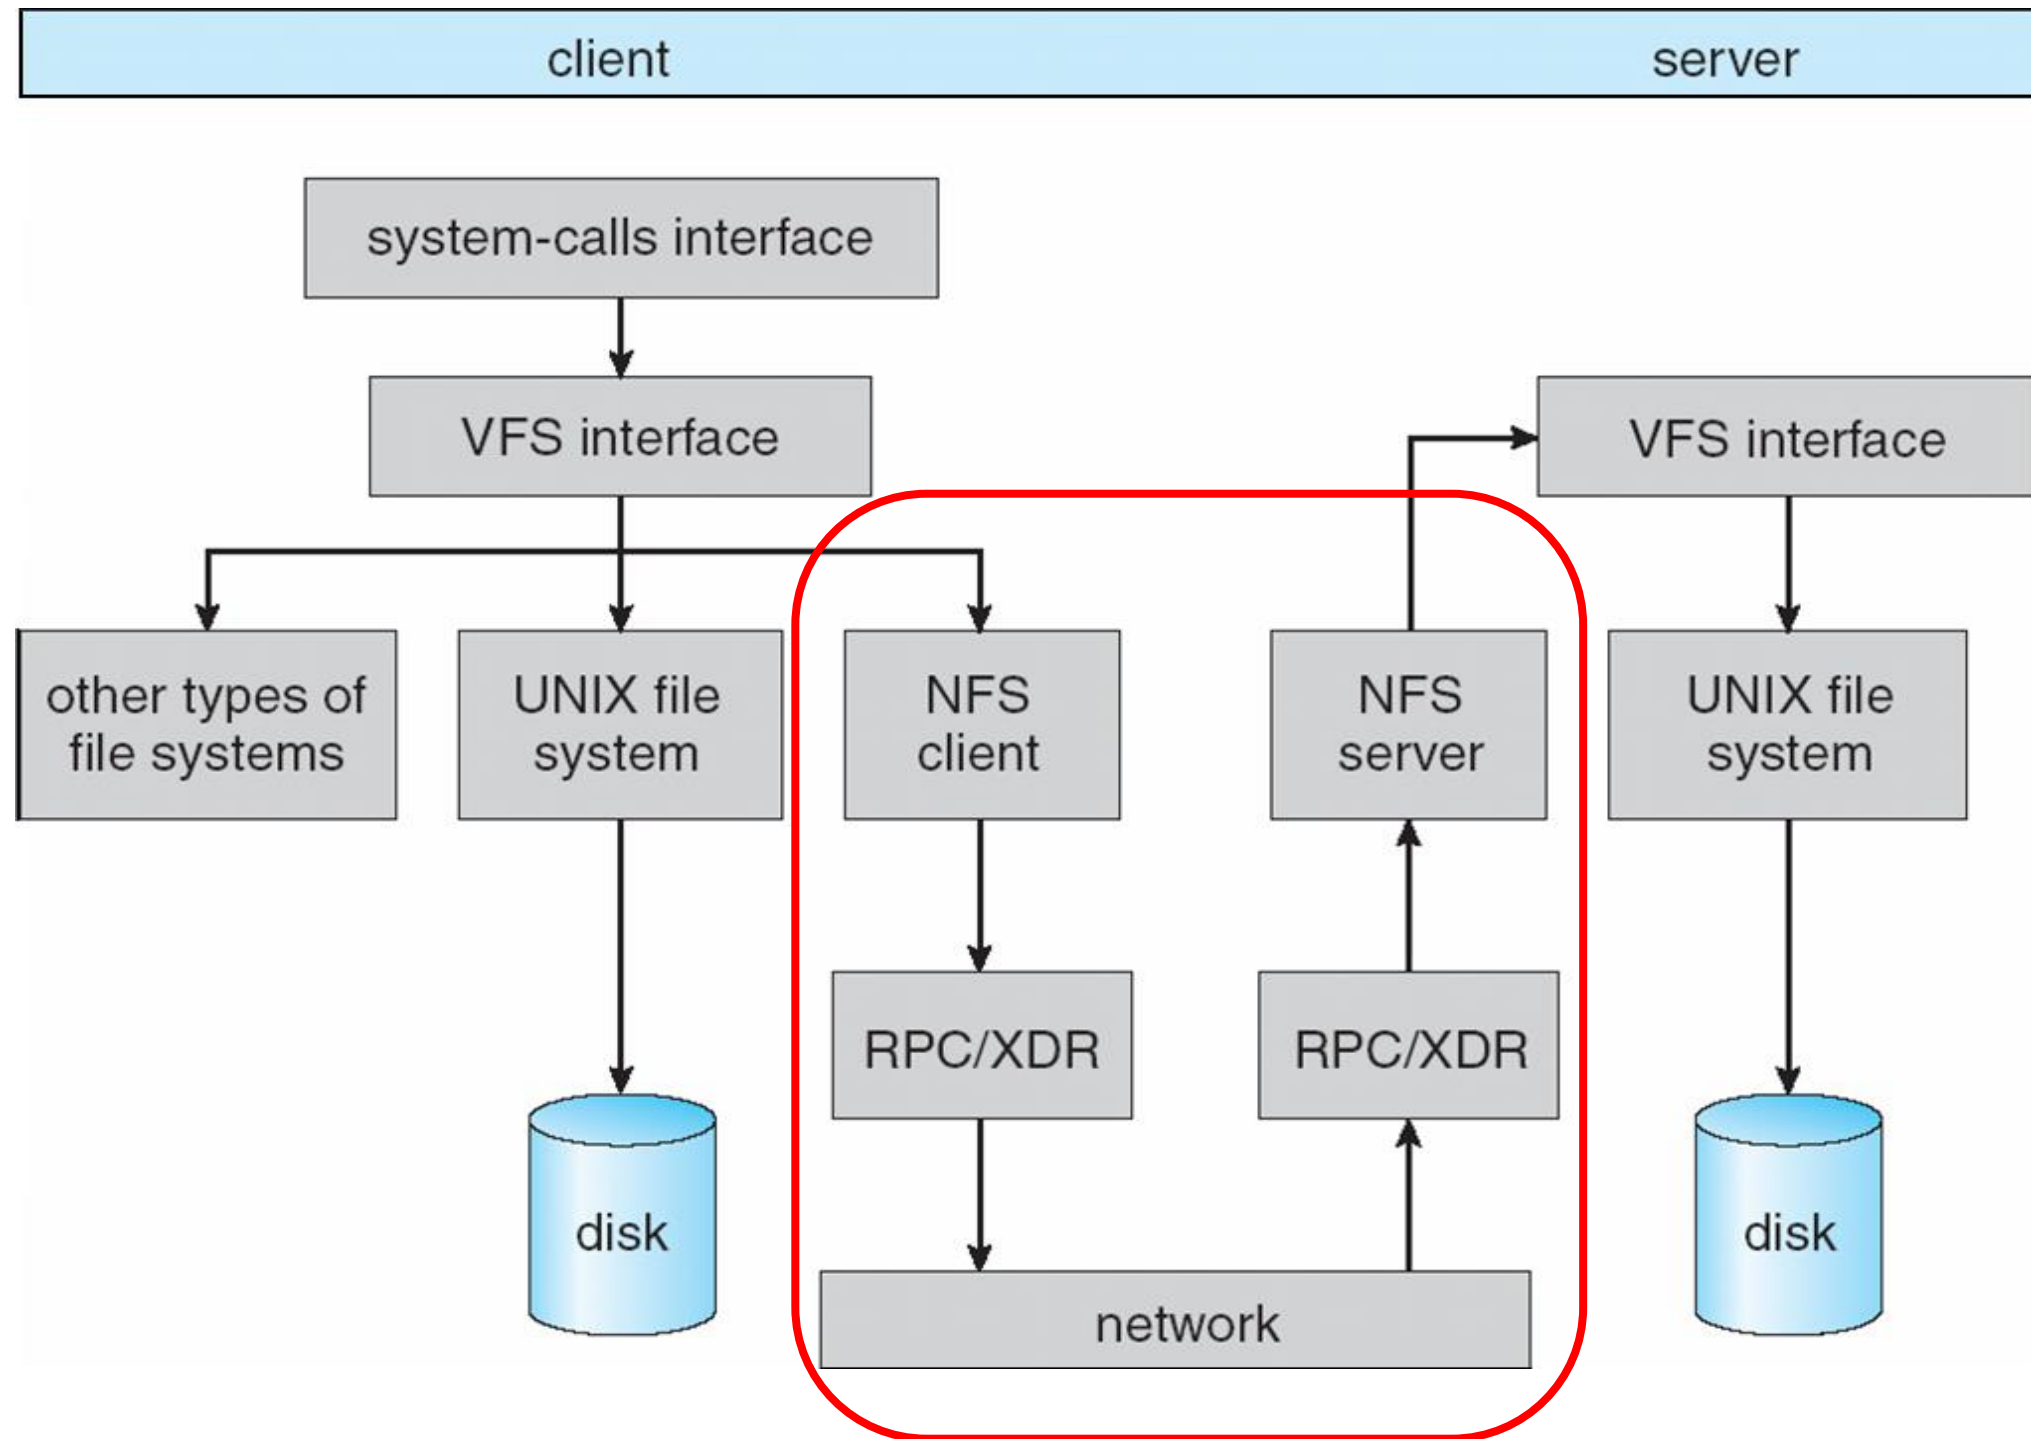 client
server
system-calls interface
VFS interface
VFS interface
other types of
file systems
UNIX file
system
NFS
client
NFS
server
UNIX file
system
RPC/XDR
RPC/XDR
disk
disk
network